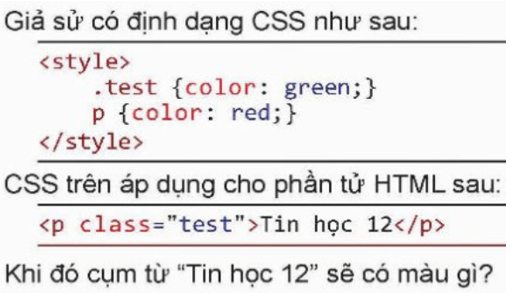 Giả sử có định dạng CSS như sau:
<style>
.test {color: green;}
p {color: red;}
</style>
CSS trên áp dụng cho phần tử HTML sau:
<p class="test">Tin học 12</p>
Khi đó cụm từ “Tin học 12” sẽ có màu gì?